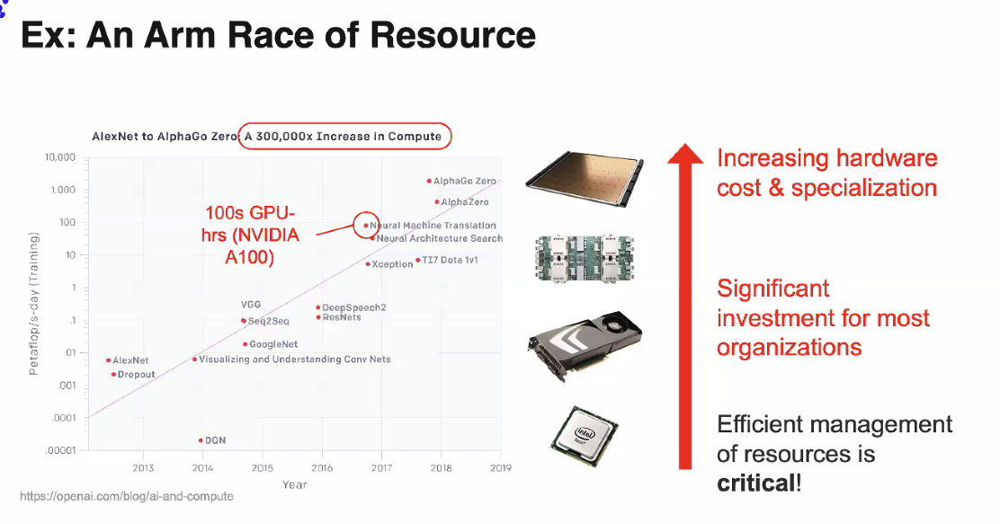 Ex: An Arm Race of Resource
AlexNet to AlphaGo Zero: A 300,000x Increase in Compute
10,000
1,000
100
10
1
.1
.01
.001
.0001
.00001
Petaflop/s-day (Training)
AlphaGo Zero
AlphaZero
Neural Machine Translation
Neural Architecture Search
Xception
TI7 Dota 1v1
VGG
Seq2Seq
DeepSpeech2
ResNets
GoogleNet
AlexNet
Dropout
Visualizing and Understanding Conv Nets
DQN
100s GPU-
hrs (NVIDIA
A100)
2013 2014 2015 2016 2017 2018 2019
Year
https://openai.com/blog/ai-and-compute
intel
Increasing hardware
cost & specialization
Significant
investment for most
organizations
Efficient management
of resources is
critical!